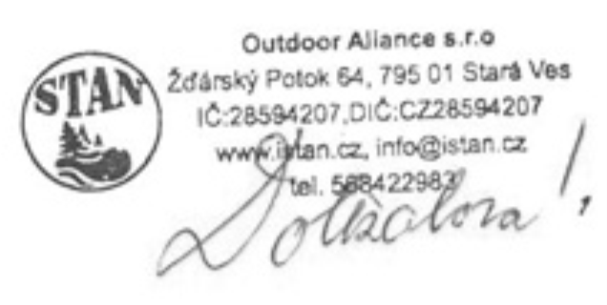 STAN
Outdoor Aliance s.r.o
Žďárský Potok 64, 795 01 Stará Ves
IČ:28594207,DIČ:CZ28594207
www.istan.cz, info@istan.cz
tel. 588422983